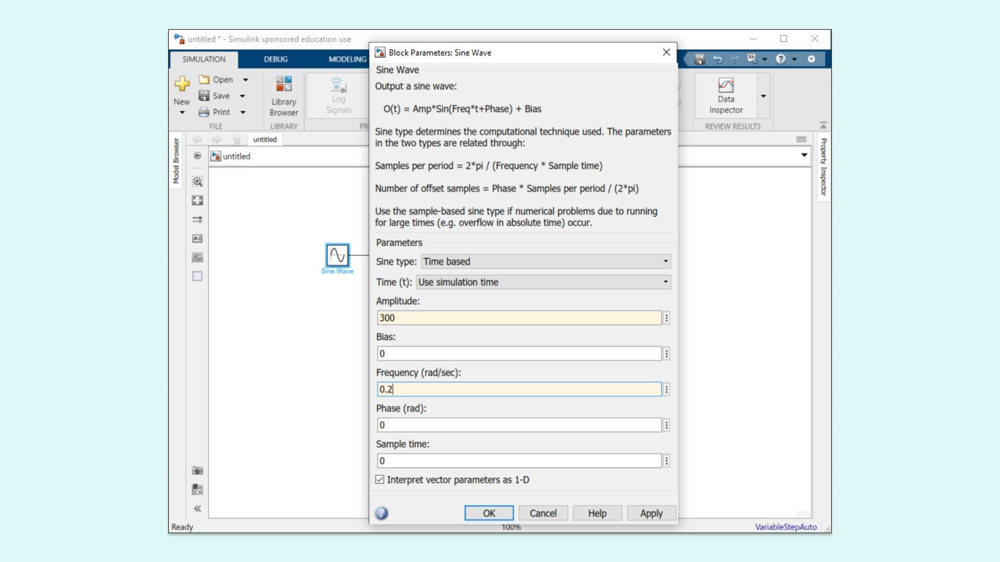 untitled * - Simulink sponsored education use
SIMULATION
DEBUG
MODELING
New
Open
Save
Print
FILE
Library
Browser
LIBRARY
Log
Signals
PR
Data
Inspector
REVIEW RESULTS
Model Browser
untitled
untitled
Property Inspector
Sine Wave
Block Parameters: Sine Wave
Sine Wave
Output a sine wave:
O(t) = Amp*Sin(Freq*t+Phase) + Bias
Sine type determines the computational technique used. The parameters
in the two types are related through:
Samples per period = 2*pi / (Frequency * Sample time)
Number of offset samples = Phase * Samples per period / (2*pi)
Use the sample-based sine type if numerical problems due to running
for large times (e.g. overflow in absolute time) occur.
Parameters
Sine type: Time based
Time (t): Use simulation time
Amplitude:
300
Bias:
0
Frequency (rad/sec):
0.2
Phase (rad):
0
Sample time:
0
Interpret vector parameters as 1-D
OK
Cancel
Help
Apply
Ready
100%
VariableStepAuto